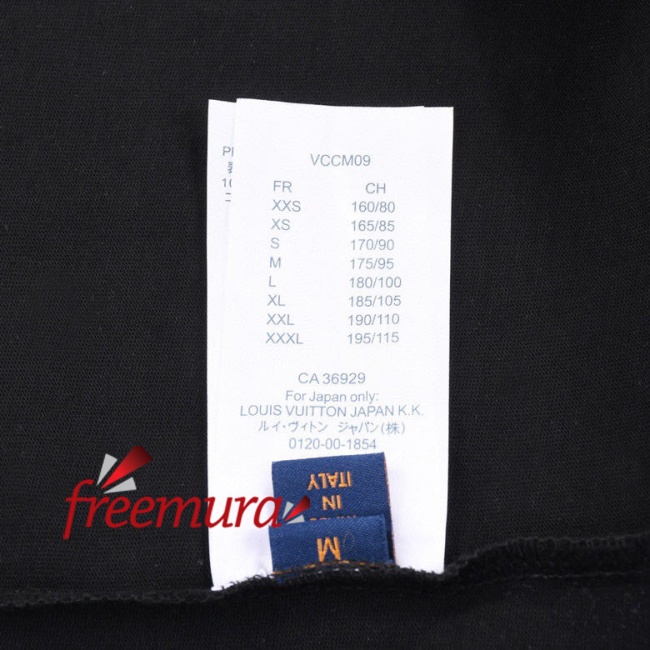 VCCM09
FR CH
XXS 160/80
XS 165/85
S 170/90
M 175/95
L 180/100
XL 185/105
XXL 190/110
XXXL 195/115
CA 36929
For Japan only:
LOUIS VUITTON JAPAN K.K.
ルイ・ヴィトン ジャパン(株)
0120-00-1854
IN
ITALY
M
freemura